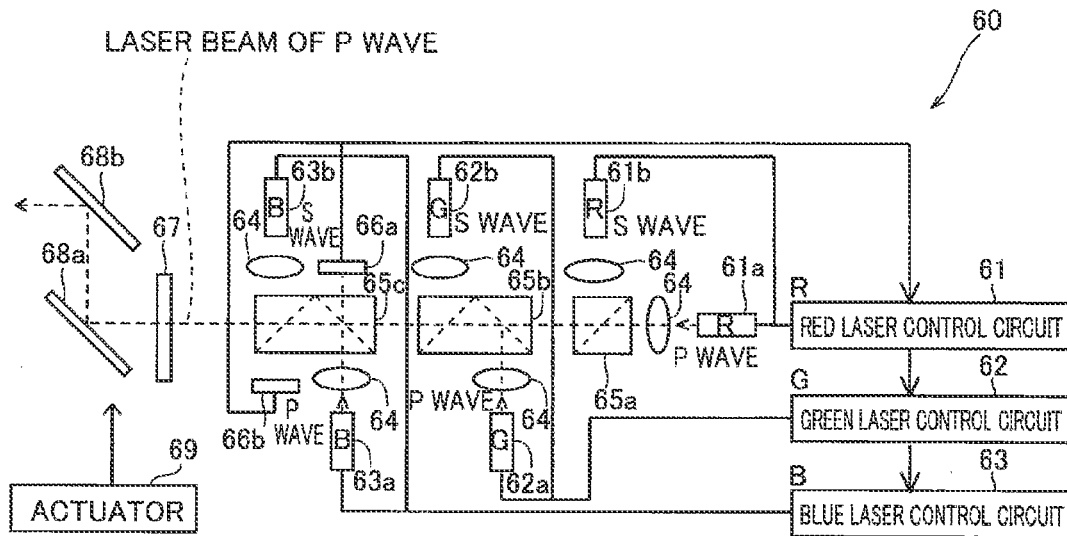 60
LASER BEAM OF P WAVE
68b
67
68a
63b
B
S
WAVE
64
66a
65c
62b
G
S WAVE
64
65b
61b
R
S WAVE
64
64
61a
R
P WAVE
65a
R
61
RED LASER CONTROL CIRCUIT
G
62
GREEN LASER CONTROL CIRCUIT
B
63
BLUE LASER CONTROL CIRCUIT
66b
P
WAVE
64
B
63a
P WAVE
64
G
62a
69
ACTUATOR